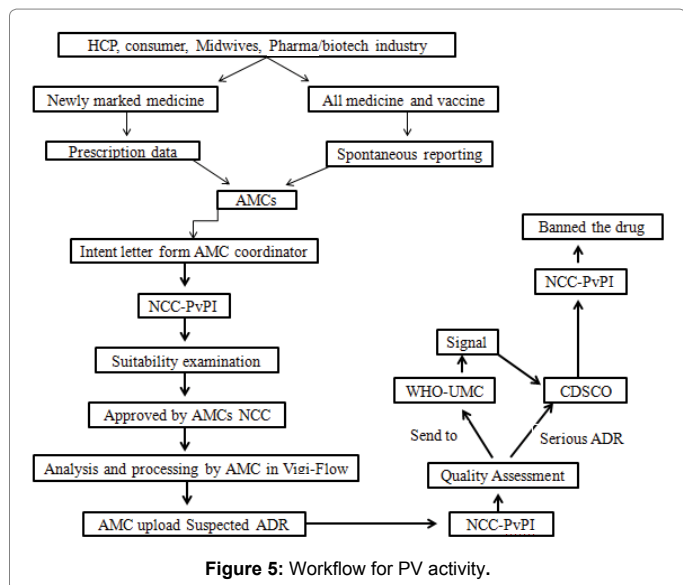 HCP, consumer, Midwives, Pharma/biotech industry
Newly marked medicine
All medicine and vaccine
Prescription data
Spontaneous reporting
AMCs
Intent letter form AMC coordinator
NCC-PvPI
Suitability examination
Approved by AMCs NCC
Analysis and processing by AMC in Vigi-Flow
AMC upload Suspected ADR
NCC-PvPI
Quality Assessment
Send to
Serious ADR
WHO-UMC
CDSCO
Signal
NCC-PvPI
Banned the drug
Figure 5: Workflow for PV activity.